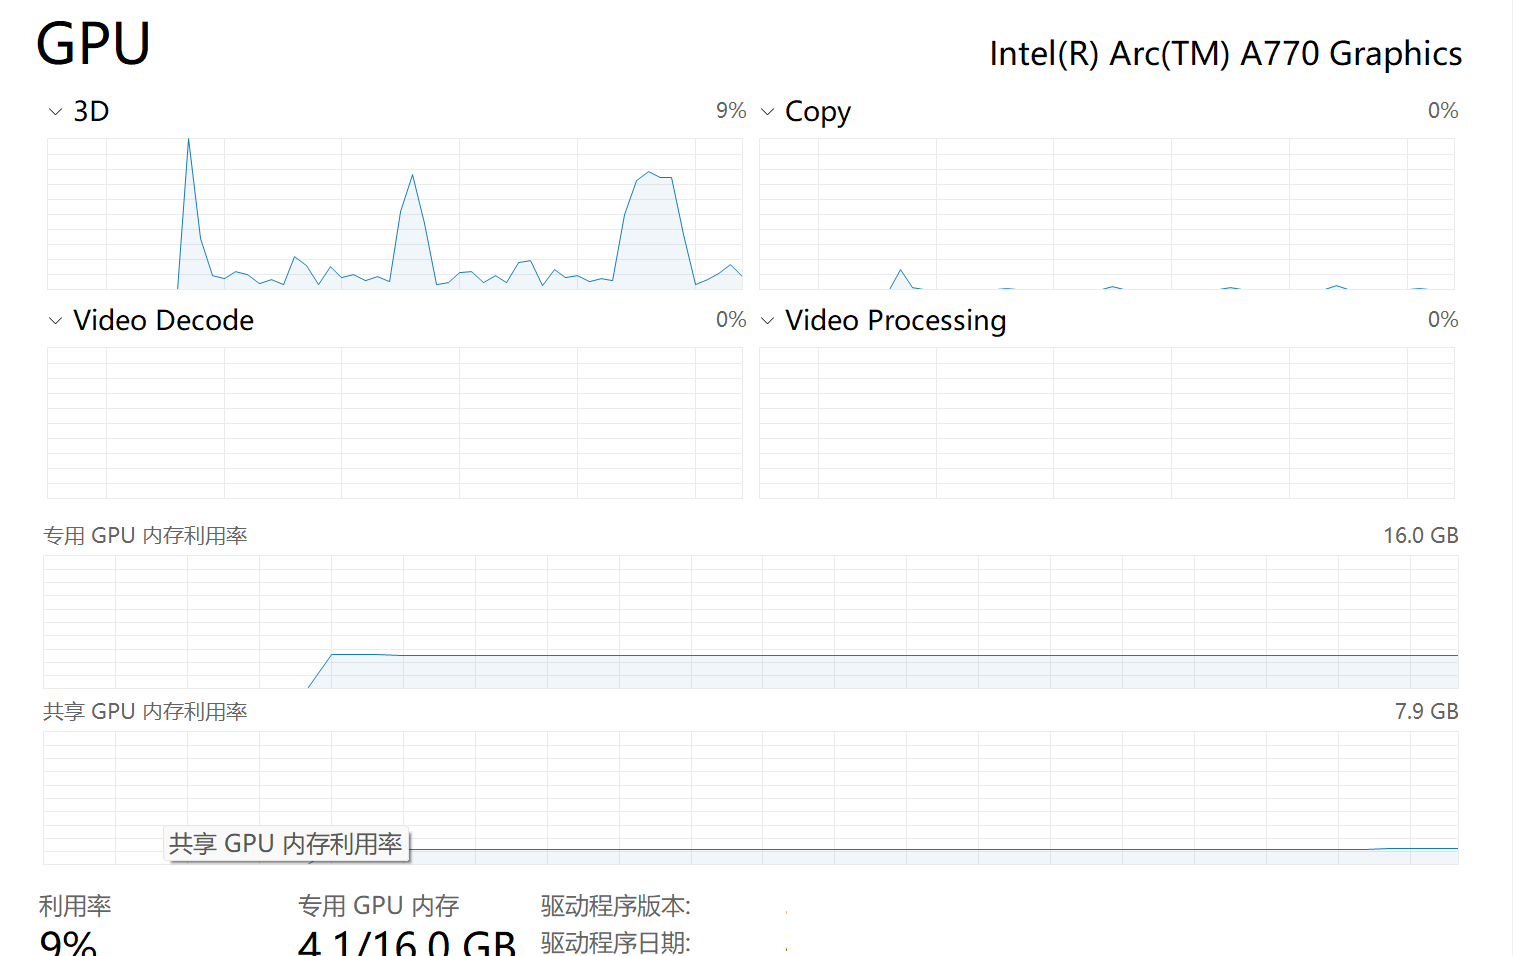 GPU
Intel(R) Arc(TM) A770 Graphics
3D 9%
Copy 0%
Video Decode 0%
Video Processing 0%
专用 GPU 内存利用率 16.0 GB
共享 GPU 内存利用率 7.9 GB
共享 GPU 内存利用率
利用率 专用 GPU 内存 驱动程序版本:
9% 4.1/16.0 GB 驱动程序日期: